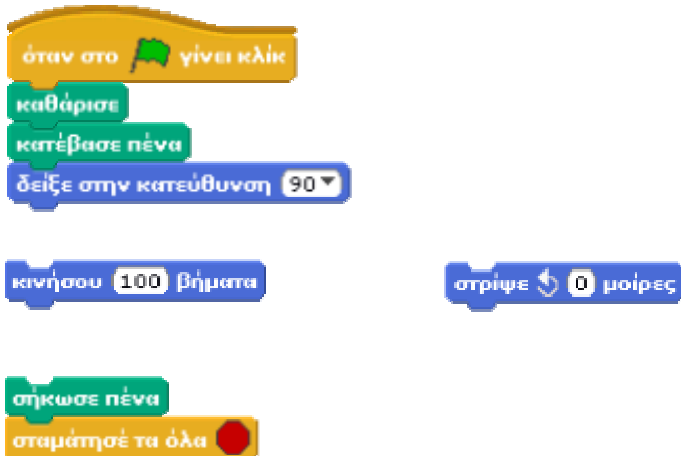 όταν στο γίνει κλίκ
καθάρισε
κατέβασε πένα
δείξε στην κατεύθυνση 90
κινήσου 100 βήματα
στρίψε 0 μοίρες
σήκωσε πένα
σταμάτησέ τα όλα